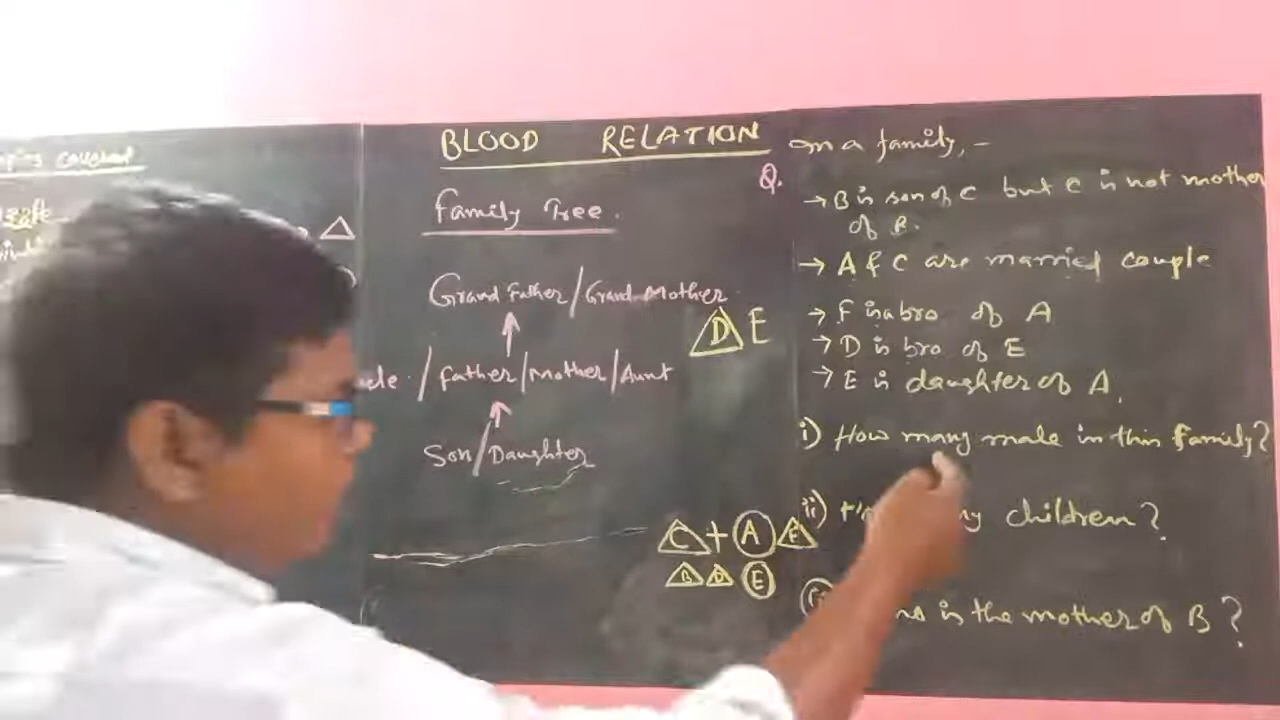 BLOOD RELATION
Family Tree.
Grand Father/Grand Mother
/Father/Mother/Aunt
Son/Daughter
D E
C + A F
B D E
Q. In a family, -
→ B is son of C but C is not mother
of B.
→ A & C are married couple
→ F is a bro of A
→ D is bro of E
→ E is daughter of A.
i) How many male in this family?
ii) children?
is the mother of B?